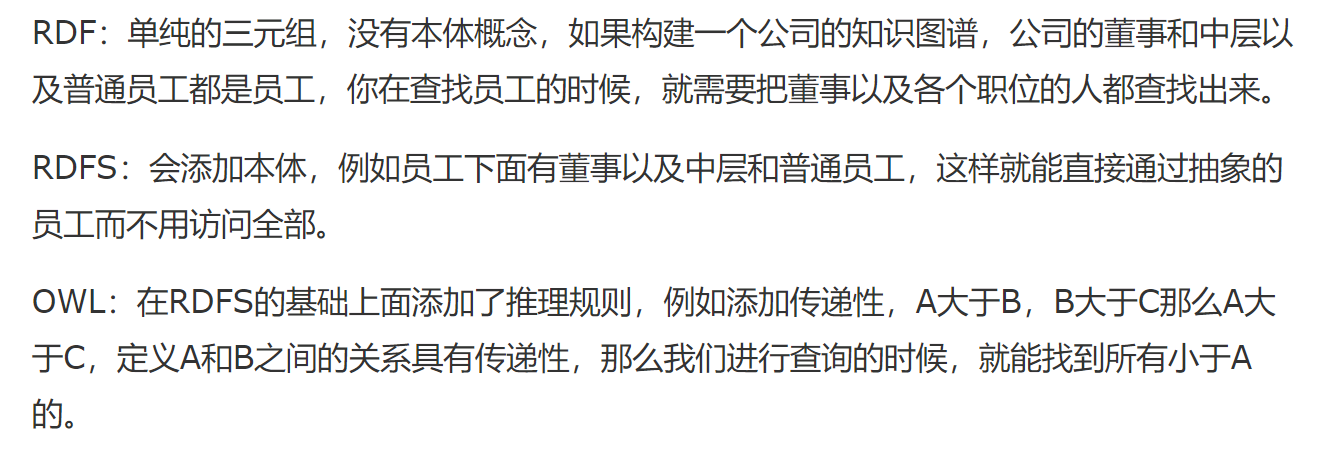 RDF：单纯的三元组，没有本体概念，如果构建一个公司的知识图谱，公司的董事和中层以
及普通员工都是员工，你在查找员工的时候，就需要把董事以及各个职位的人都查找出来。
RDFS：会添加本体，例如员工下面有董事以及中层和普通员工，这样就能直接通过抽象的
员工而不用访问全部。
OWL：在RDFS的基础上面添加了推理规则，例如添加传递性，A大于B，B大于C那么A大
于C，定义A和B之间的关系具有传递性，那么我们进行查询的时候，就能找到所有小于A
的。